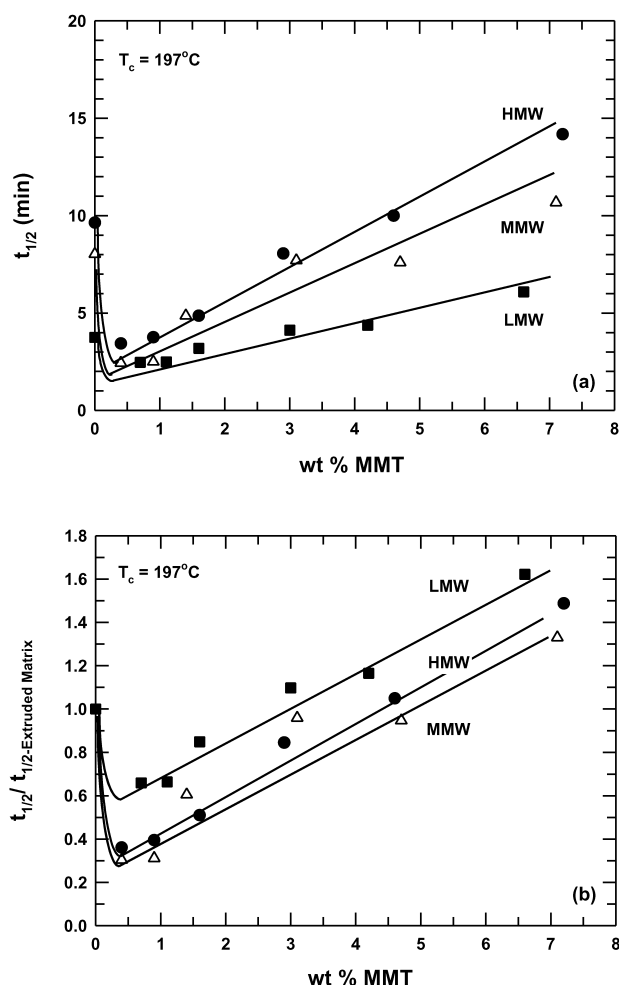 20
T_c = 197°C
HMW
15
MMW
t_1/2 (min)
10
LMW
5
(a)
0
0 1 2 3 4 5 6 7 8
wt % MMT
1.8
T_c = 197°C
1.6
LMW
1.4
HMW
1.2
MMW
1.0
t_1/2/ t_1/2-Extruded Matrix
0.8
0.6
0.4
0.2
(b)
0.0
0 1 2 3 4 5 6 7 8
wt % MMT